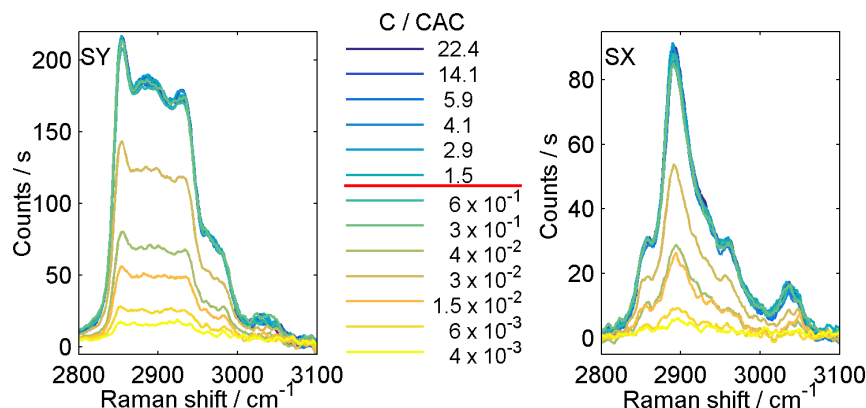 SY
200
150
100
50
0
2800 2900 3000 3100
Raman shift / cm⁻¹
Counts / s
C / CAC
22.4
14.1
5.9
4.1
2.9
1.5
6 x 10⁻¹
3 x 10⁻¹
4 x 10⁻²
3 x 10⁻²
1.5 x 10⁻²
6 x 10⁻³
4 x 10⁻³
SX
80
60
40
20
0
2800 2900 3000 3100
Raman shift / cm⁻¹
Counts / s